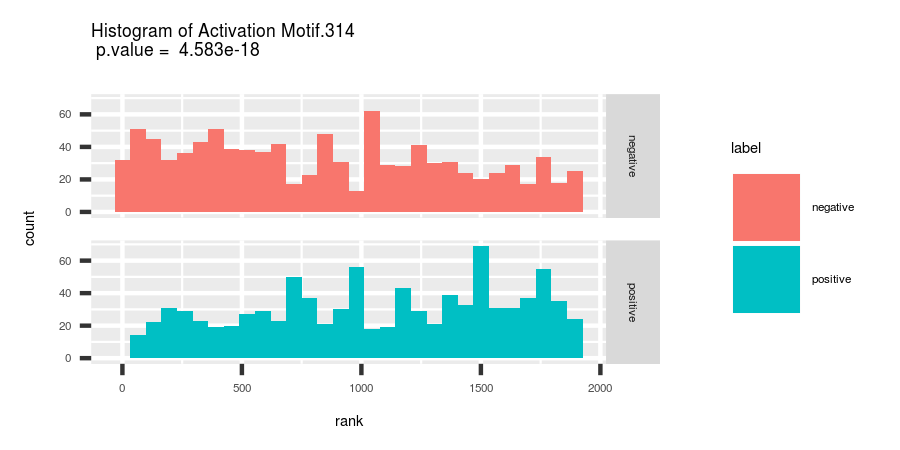 Histogram of Activation Motif.314
p.value = 4.583e-18
count
60
40
20
0
negative
60
40
20
0
positive
0
500
1000
1500
2000
rank
label
negative
positive